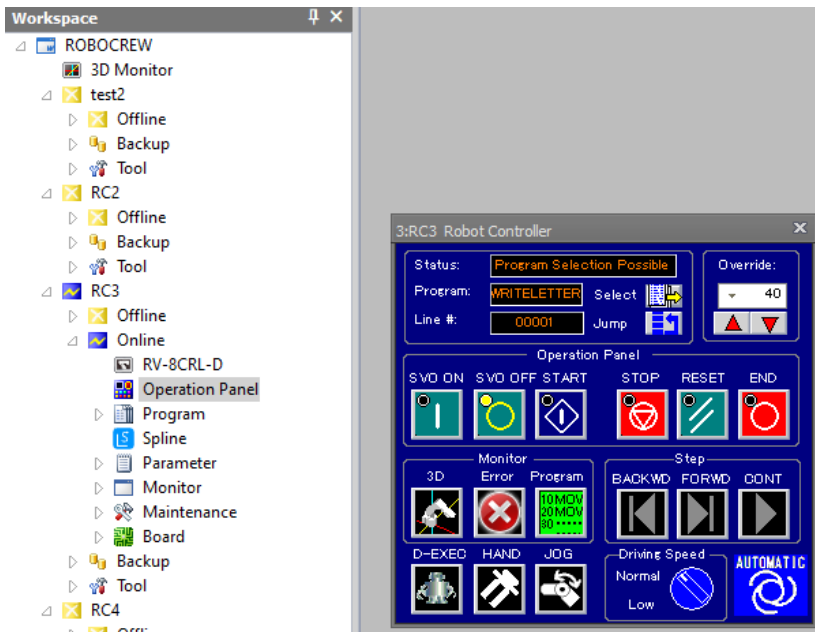 Workspace
ROBOCREW
3D Monitor
test2
Offline
Backup
Tool
RC2
Offline
Backup
Tool
RC3
Offline
Online
RV-8CRL-D
Operation Panel
Program
Spline
Parameter
Monitor
Maintenance
Board
Backup
Tool
RC4
Offline
3:RC3 Robot Controller
Status: Program Selection Possible
Override:
Program: WRITELETTER Select
40
Line #: 00001 Jump
Operation Panel
SVO ON SVO OFF START STOP RESET END
Monitor
Step
3D Error Program
BACKWD FORWD CONT
10MOV
20MOV
30 ·····
D-EXEC HAND JOG
Driving Speed
Normal
Low
AUTOMATIC